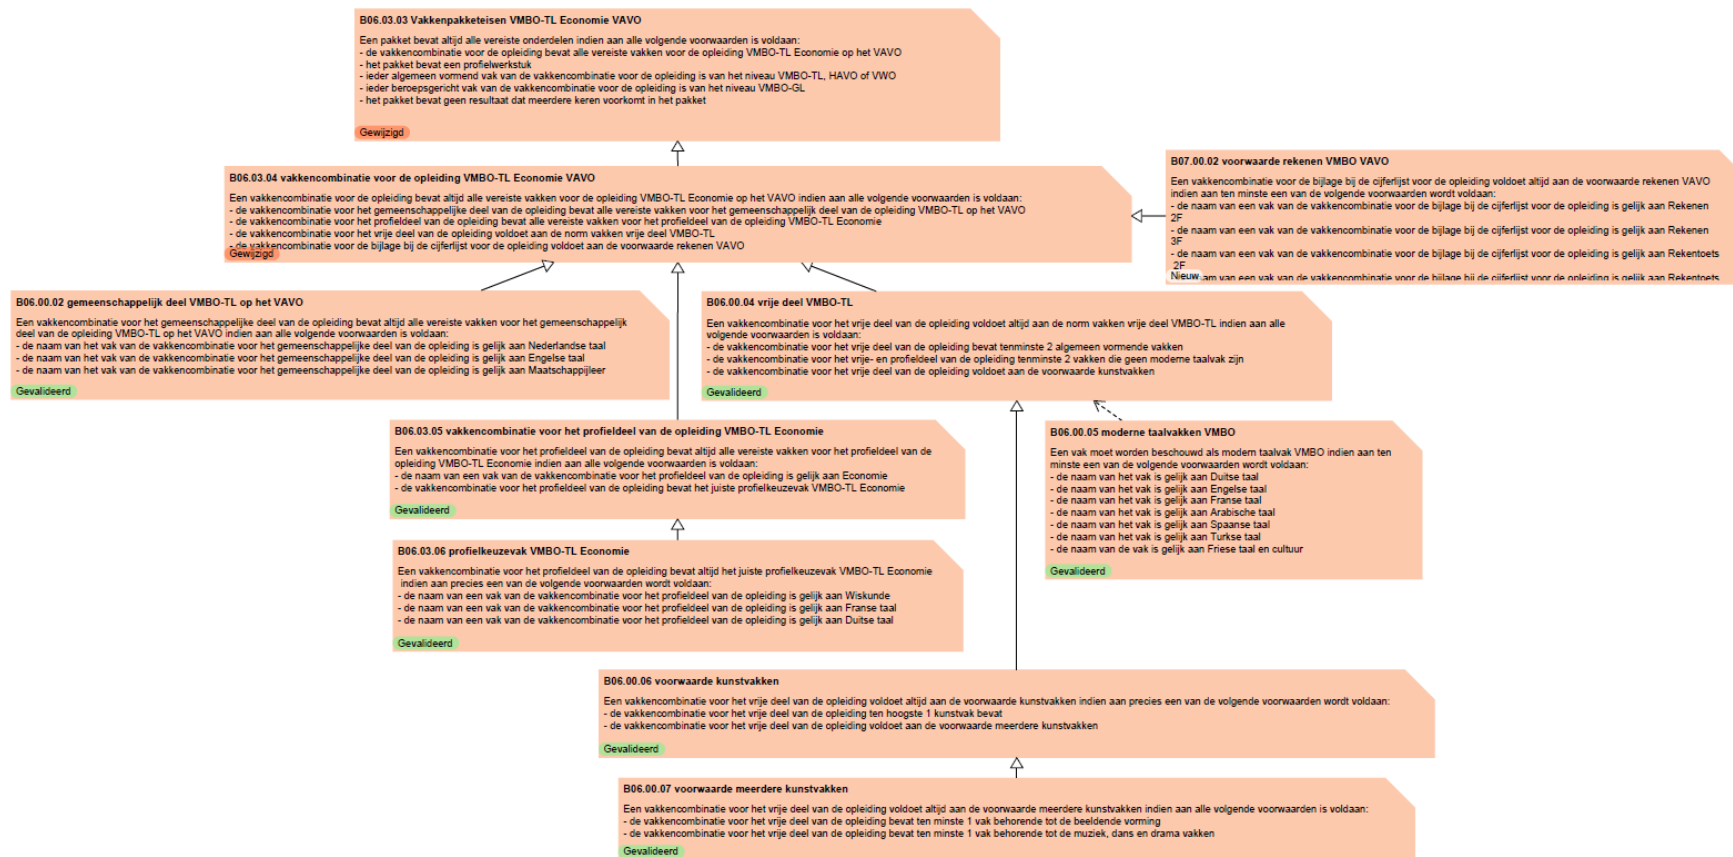 B06.03.03 Vakkenpakketeisen VMBO-TL Economie VAVO
Een pakket bevat altijd alle vereiste onderdelen indien aan alle volgende voorwaarden is voldaan:
- de vakkencombinatie voor de opleiding bevat alle vereiste vakken voor de opleiding VMBO-TL Economie op het VAVO
- het pakket bevat een profielwerkstuk
- ieder algemeen vormend vak van de vakkencombinatie voor de opleiding is van het niveau VMBO-TL, HAVO of VWO
- ieder beroepsgericht vak van de vakkencombinatie voor de opleiding is van het niveau VMBO-GL
- het pakket bevat geen resultaat dat meerdere keren voorkomt in het pakket
Gewijzigd
B06.03.04 vakkencombinatie voor de opleiding VMBO-TL Economie VAVO
Een vakkencombinatie voor de opleiding bevat altijd alle vereiste vakken voor de opleiding VMBO-TL Economie op het VAVO indien aan alle volgende voorwaarden is voldaan:
- de vakkencombinatie voor het gemeenschappelijke deel van de opleiding bevat alle vereiste vakken voor het gemeenschappelijk deel van de opleiding VMBO-TL op het VAVO
- de vakkencombinatie voor het profieldeel van de opleiding bevat alle vereiste vakken voor het profieldeel van de opleiding VMBO-TL Economie
- de vakkencombinatie voor het vrije deel van de opleiding voldoet aan de norm vakken vrije deel VMBO-TL
- de vakkencombinatie voor de bijlage bij de cijferlijst voor de opleiding voldoet aan de voorwaarde rekenen VAVO
Gewijzigd
B07.00.02 voorwaarde rekenen VMBO VAVO
Een vakkencombinatie voor de bijlage bij de cijferlijst voor de opleiding voldoet altijd aan de voorwaarde rekenen VAVO
indien aan ten minste een van de volgende voorwaarden wordt voldaan:
- de naam van een vak van de vakkencombinatie voor de bijlage bij de cijferlijst voor de opleiding is gelijk aan Rekenen
2F
- de naam van een vak van de vakkencombinatie voor de bijlage bij de cijferlijst voor de opleiding is gelijk aan Rekenen
3F
- de naam van een vak van de vakkencombinatie voor de bijlage bij de cijferlijst voor de opleiding is gelijk aan Rekentoets
2F
naam van een vak van de vakkencombinatie voor de bijlage bij de cijferlijst voor de opleiding is gelijk aan Rekentoets
Nieuw
B06.00.02 gemeenschappelijk deel VMBO-TL op het VAVO
Een vakkencombinatie voor het gemeenschappelijke deel van de opleiding bevat altijd alle vereiste vakken voor het gemeenschappelijk
deel van de opleiding VMBO-TL op het VAVO indien aan alle volgende voorwaarden is voldaan:
- de naam van het vak van de vakkencombinatie voor het gemeenschappelijke deel van de opleiding is gelijk aan Nederlandse taal
- de naam van het vak van de vakkencombinatie voor het gemeenschappelijke deel van de opleiding is gelijk aan Engelse taal
- de naam van het vak van de vakkencombinatie voor het gemeenschappelijke deel van de opleiding is gelijk aan Maatschappijleer
Gevalideerd
B06.00.04 vrije deel VMBO-TL
Een vakkencombinatie voor het vrije deel van de opleiding voldoet altijd aan de norm vakken vrije deel VMBO-TL indien aan alle
volgende voorwaarden is voldaan:
- de vakkencombinatie voor het vrije deel van de opleiding bevat tenminste 2 algemeen vormende vakken
- de vakkencombinatie voor het vrije- en profieldeel van de opleiding tenminste 2 vakken die geen moderne taalvak zijn
- de vakkencombinatie voor het vrije deel van de opleiding voldoet aan de voorwaarde kunstvakken
Gevalideerd
B06.03.05 vakkencombinatie voor het profieldeel van de opleiding VMBO-TL Economie
Een vakkencombinatie voor het profieldeel van de opleiding bevat altijd alle vereiste vakken voor het profieldeel van de
opleiding VMBO-TL Economie indien aan alle volgende voorwaarden is voldaan:
- de naam van een vak van de vakkencombinatie voor het profieldeel van de opleiding is gelijk aan Economie
- de vakkencombinatie voor het profieldeel van de opleiding bevat het juiste profielkeuzevak VMBO-TL Economie
Gevalideerd
B06.00.05 moderne taalvakken VMBO
Een vak moet worden beschouwd als modern taalvak VMBO indien aan ten
minste een van de volgende voorwaarden wordt voldaan:
- de naam van het vak is gelijk aan Duitse taal
- de naam van het vak is gelijk aan Engelse taal
- de naam van het vak is gelijk aan Franse taal
- de naam van het vak is gelijk aan Arabische taal
- de naam van het vak is gelijk aan Spaanse taal
- de naam van het vak is gelijk aan Turkse taal
- de naam van de vak is gelijk aan Friese taal en cultuur
Gevalideerd
B06.03.06 profielkeuzevak VMBO-TL Economie
Een vakkencombinatie voor het profieldeel van de opleiding bevat altijd het juiste profielkeuzevak VMBO-TL Economie
indien aan precies een van de volgende voorwaarden wordt voldaan:
- de naam van een vak van de vakkencombinatie voor het profieldeel van de opleiding is gelijk aan Wiskunde
- de naam van een vak van de vakkencombinatie voor het profieldeel van de opleiding is gelijk aan Franse taal
- de naam van een vak van de vakkencombinatie voor het profieldeel van de opleiding is gelijk aan Duitse taal
Gevalideerd
B06.00.06 voorwaarde kunstvakken
Een vakkencombinatie voor het vrije deel van de opleiding voldoet altijd aan de voorwaarde kunstvakken indien aan precies een van de volgende voorwaarden wordt voldaan:
- de vakkencombinatie voor het vrije deel van de opleiding ten hoogste 1 kunstvak bevat
- de vakkencombinatie voor het vrije deel van de opleiding voldoet aan de voorwaarde meerdere kunstvakken
Gevalideerd
B06.00.07 voorwaarde meerdere kunstvakken
Een vakkencombinatie voor het vrije deel van de opleiding voldoet altijd aan de voorwaarde meerdere kunstvakken indien aan alle volgende voorwaarden is voldaan:
- de vakkencombinatie voor het vrije deel van de opleiding bevat ten minste 1 vak behorende tot de beeldende vorming
- de vakkencombinatie voor het vrije deel van de opleiding bevat ten minste 1 vak behorende tot de muziek, dans en drama vakken
Gevalideerd